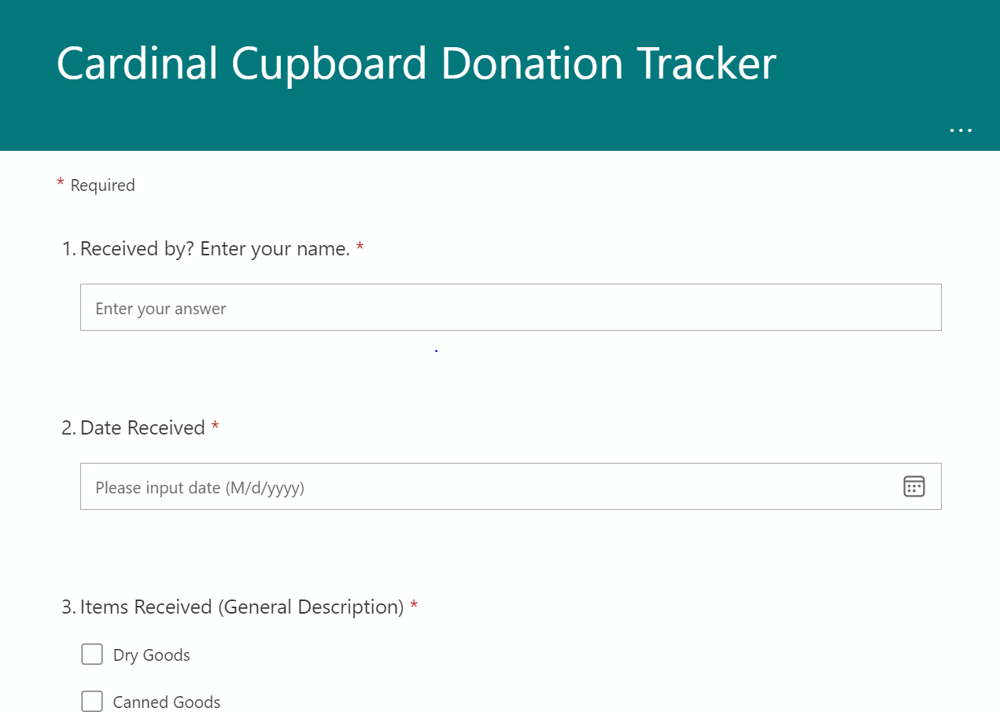 Cardinal Cupboard Donation Tracker
...
* Required
1. Received by? Enter your name. *
Enter your answer
2. Date Received *
Please input date (M/d/yyyy)
3. Items Received (General Description) *
Dry Goods
Canned Goods